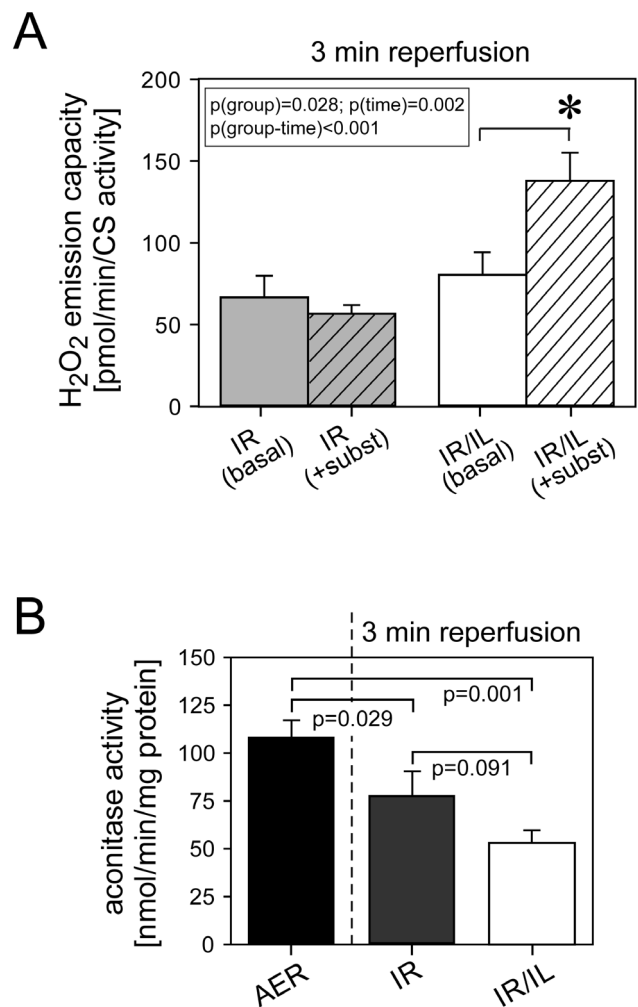 A
3 min reperfusion
H2O2 emission capacity
[pmol/min/CS activity]
200
150
100
50
0
p(group)=0.028; p(time)=0.002
p(group-time)<0.001
*
IR
(basal)
IR
(+subst)
IR/IL
(basal)
IR/IL
(+subst)
B
3 min reperfusion
aconitase activity
[nmol/min/mg protein]
150
125
100
75
50
25
0
p=0.001
p=0.029
p=0.091
AER
IR
IR/IL